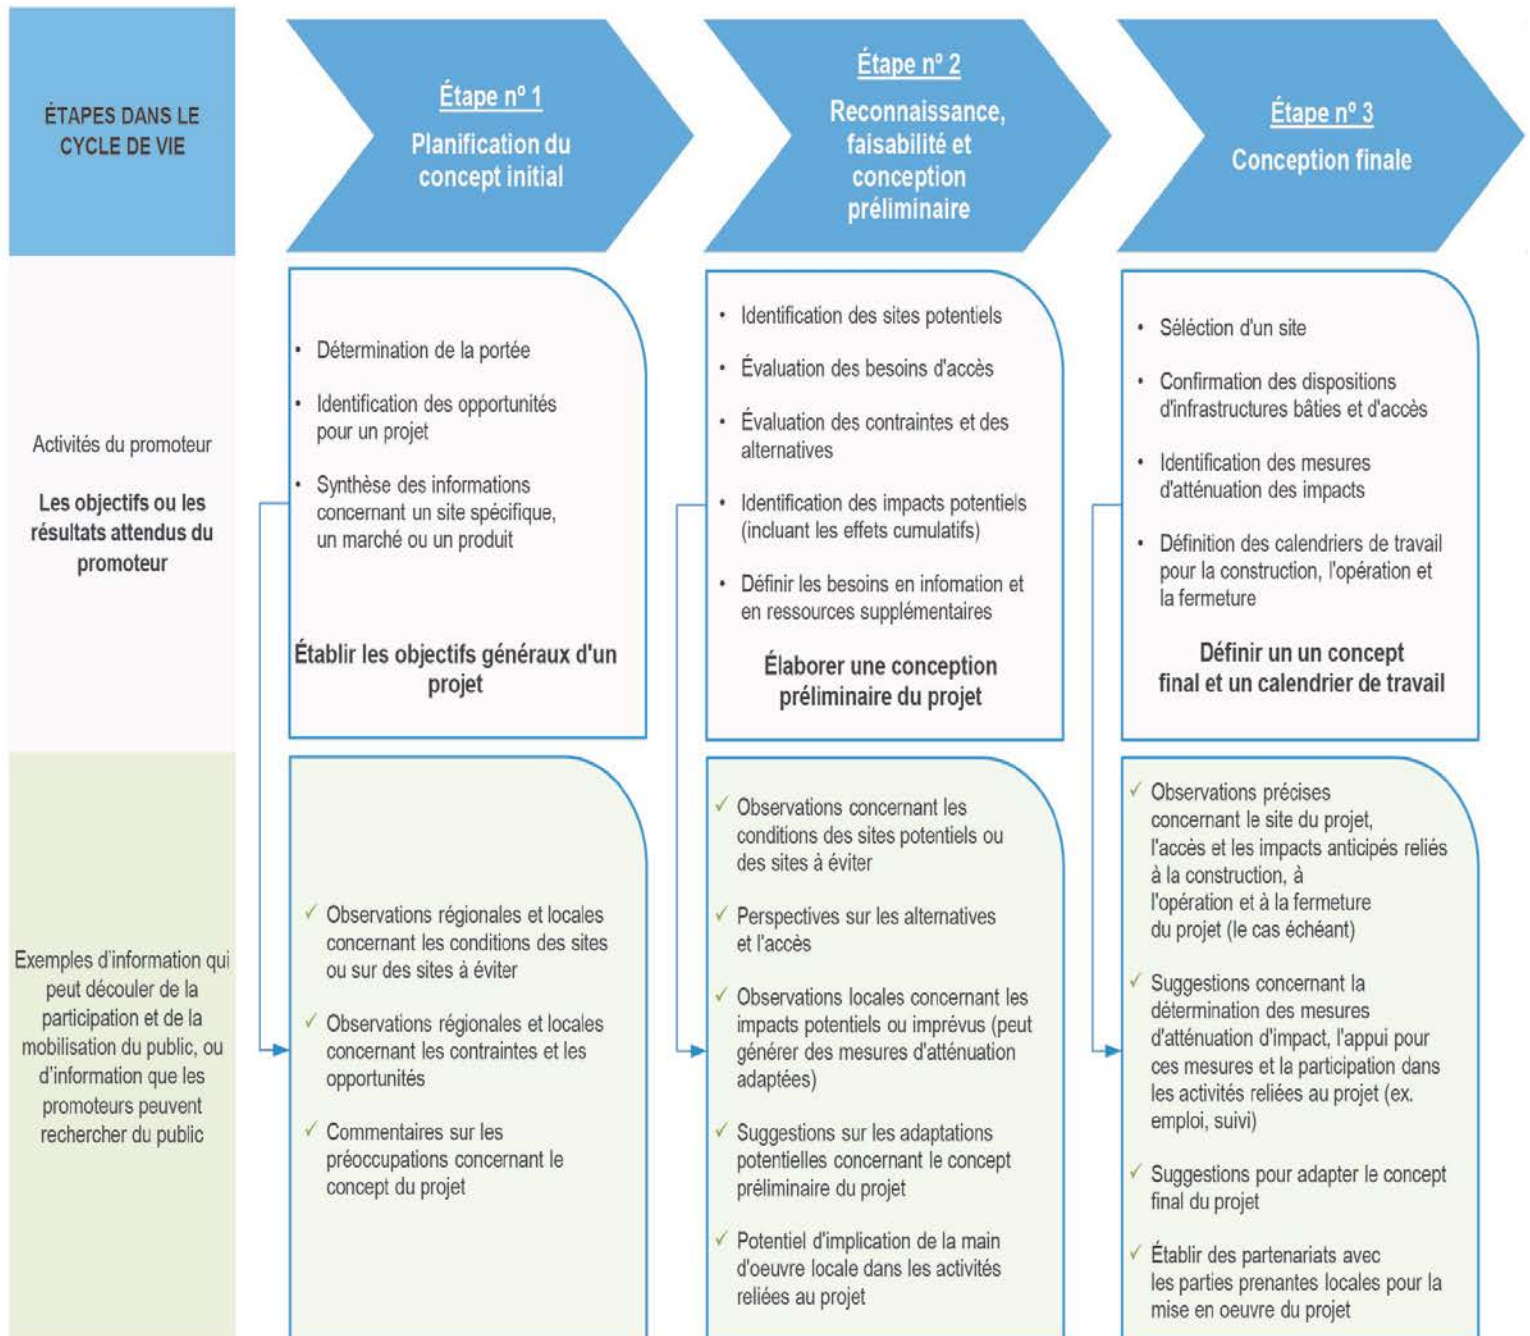 ÉTAPES DANS LE
CYCLE DE VIE
Étape nº 1
Planification du
concept initial
Étape nº 2
Reconnaissance,
faisabilité et
conception
préliminaire
Étape nº 3
Conception finale
Activités du promoteur
Les objectifs ou les
résultats attendus du
promoteur
• Détermination de la portée
• Identification des opportunités
pour un projet
• Synthèse des informations
concernant un site spécifique,
un marché ou un produit
Établir les objectifs généraux d'un
projet
• Identification des sites potentiels
• Évaluation des besoins d'accès
• Évaluation des contraintes et des
alternatives
• Identification des impacts potentiels
(incluant les effets cumulatifs)
• Définir les besoins en infomation et
en ressources supplémentaires
Élaborer une conception
préliminaire du projet
• Séléction d'un site
• Confirmation des dispositions
d'infrastructures bâties et d'accès
• Identification des mesures
d'atténuation des impacts
• Définition des calendriers de travail
pour la construction, l'opération et
la fermeture
Définir un un concept
final et un calendrier de travail
Exemples d'information qui
peut découler de la
participation et de la
mobilisation du public, ou
d'information que les
promoteurs peuvent
rechercher du public
✓ Observations régionales et locales
concernant les conditions des sites
ou sur des sites à éviter
✓ Observations régionales et locales
concernant les contraintes et les
opportunités
✓ Commentaires sur les
préoccupations concernant le
concept du projet
✓ Observations concernant les
conditions des sites potentiels ou
des sites à éviter
✓ Perspectives sur les alternatives
et l'accès
✓ Observations locales concernant les
impacts potentiels ou imprévus (peut
générer des mesures d'atténuation
adaptées)
✓ Suggestions sur les adaptations
potentielles concernant le concept
préliminaire du projet
✓ Potentiel d'implication de la main
d'oeuvre locale dans les activités
reliées au projet
✓ Observations précises
concernant le site du projet,
l'accès et les impacts anticipés reliés
à la construction, à
l'opération et à la fermeture
du projet (le cas échéant)
✓ Suggestions concernant la
détermination des mesures
d'atténuation d'impact, l'appui pour
ces mesures et la participation dans
les activités reliées au projet (ex.
emploi, suivi)
✓ Suggestions pour adapter le concept
final du projet
✓ Établir des partenariats avec
les parties prenantes locales pour la
mise en oeuvre du projet